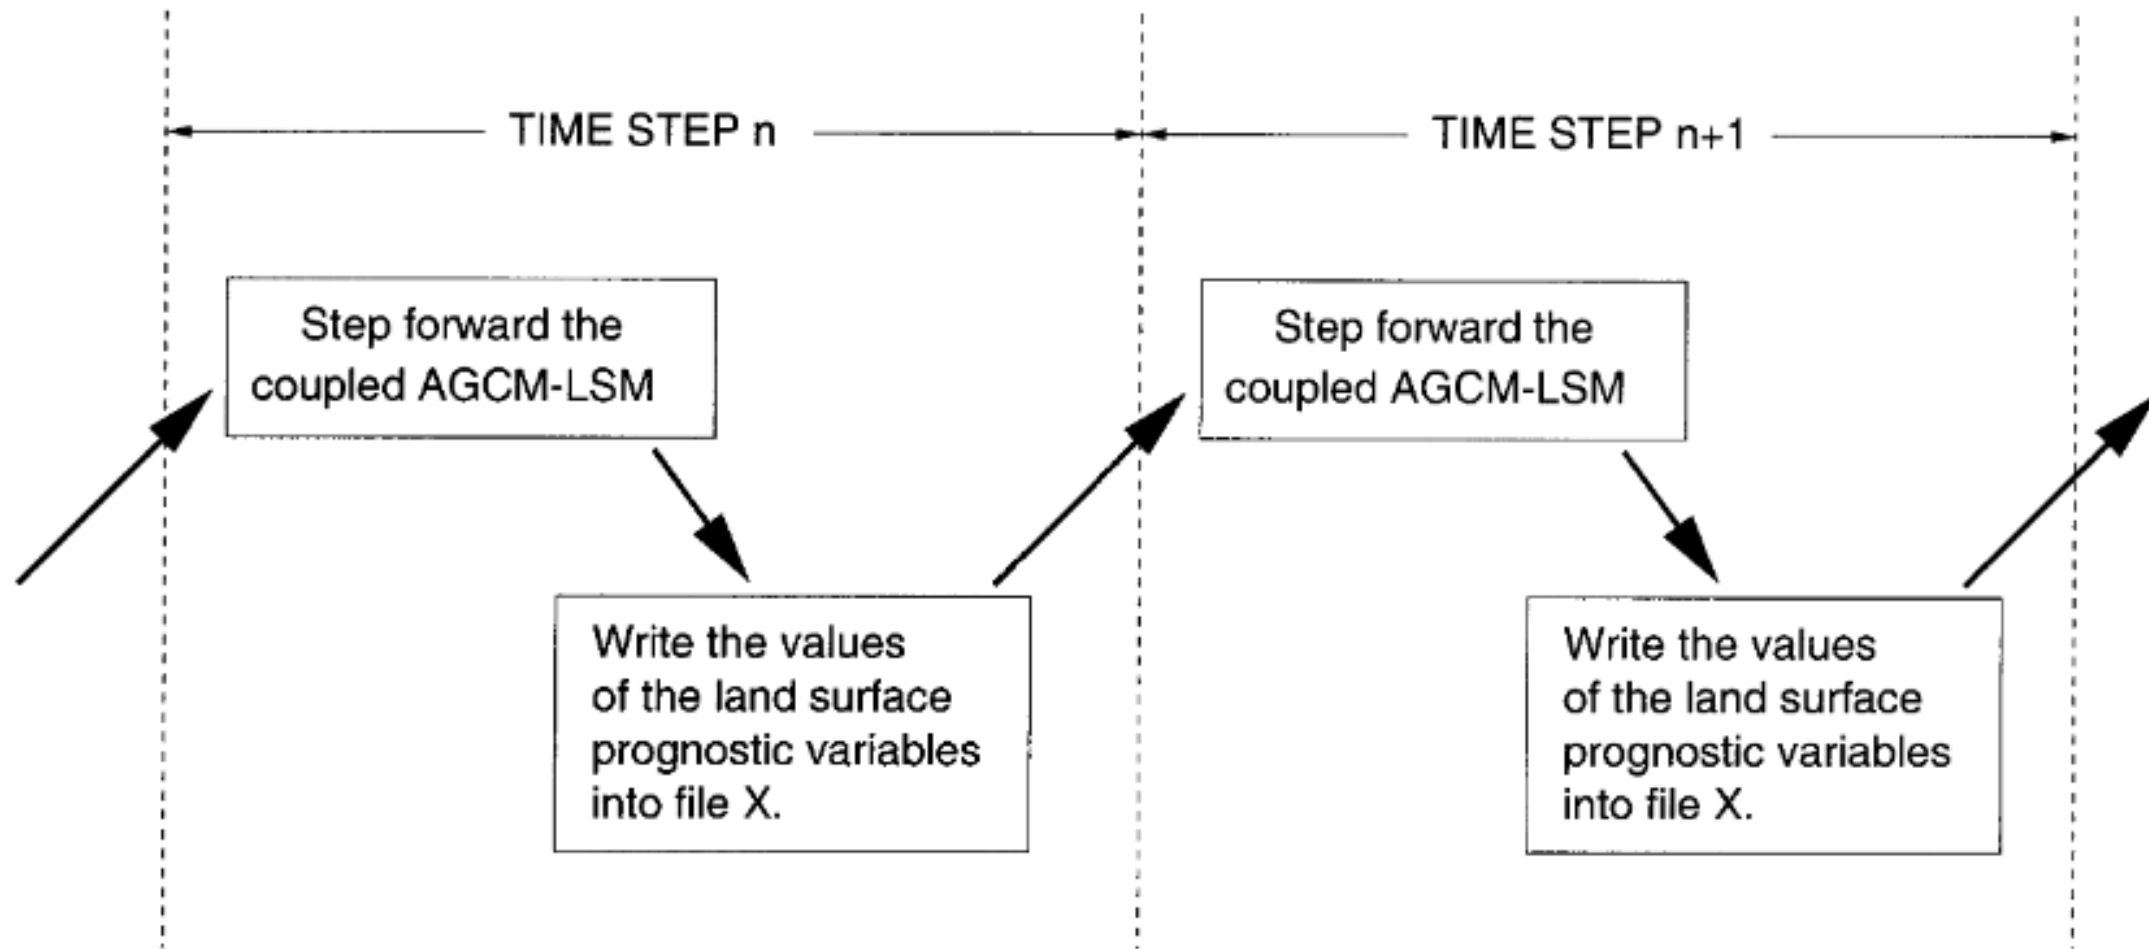 TIME STEP n
TIME STEP n+1
Step forward the
coupled AGCM-LSM
Step forward the
coupled AGCM-LSM
Write the values
of the land surface
prognostic variables
into file X.
Write the values
of the land surface
prognostic variables
into file X.